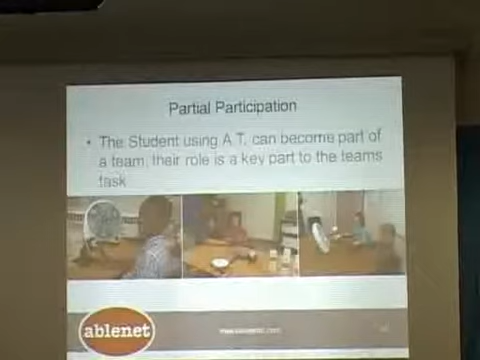 Partial Participation
• The Student using A.T. can become part of
a team, their role is a key part to the teams
task
ablenet